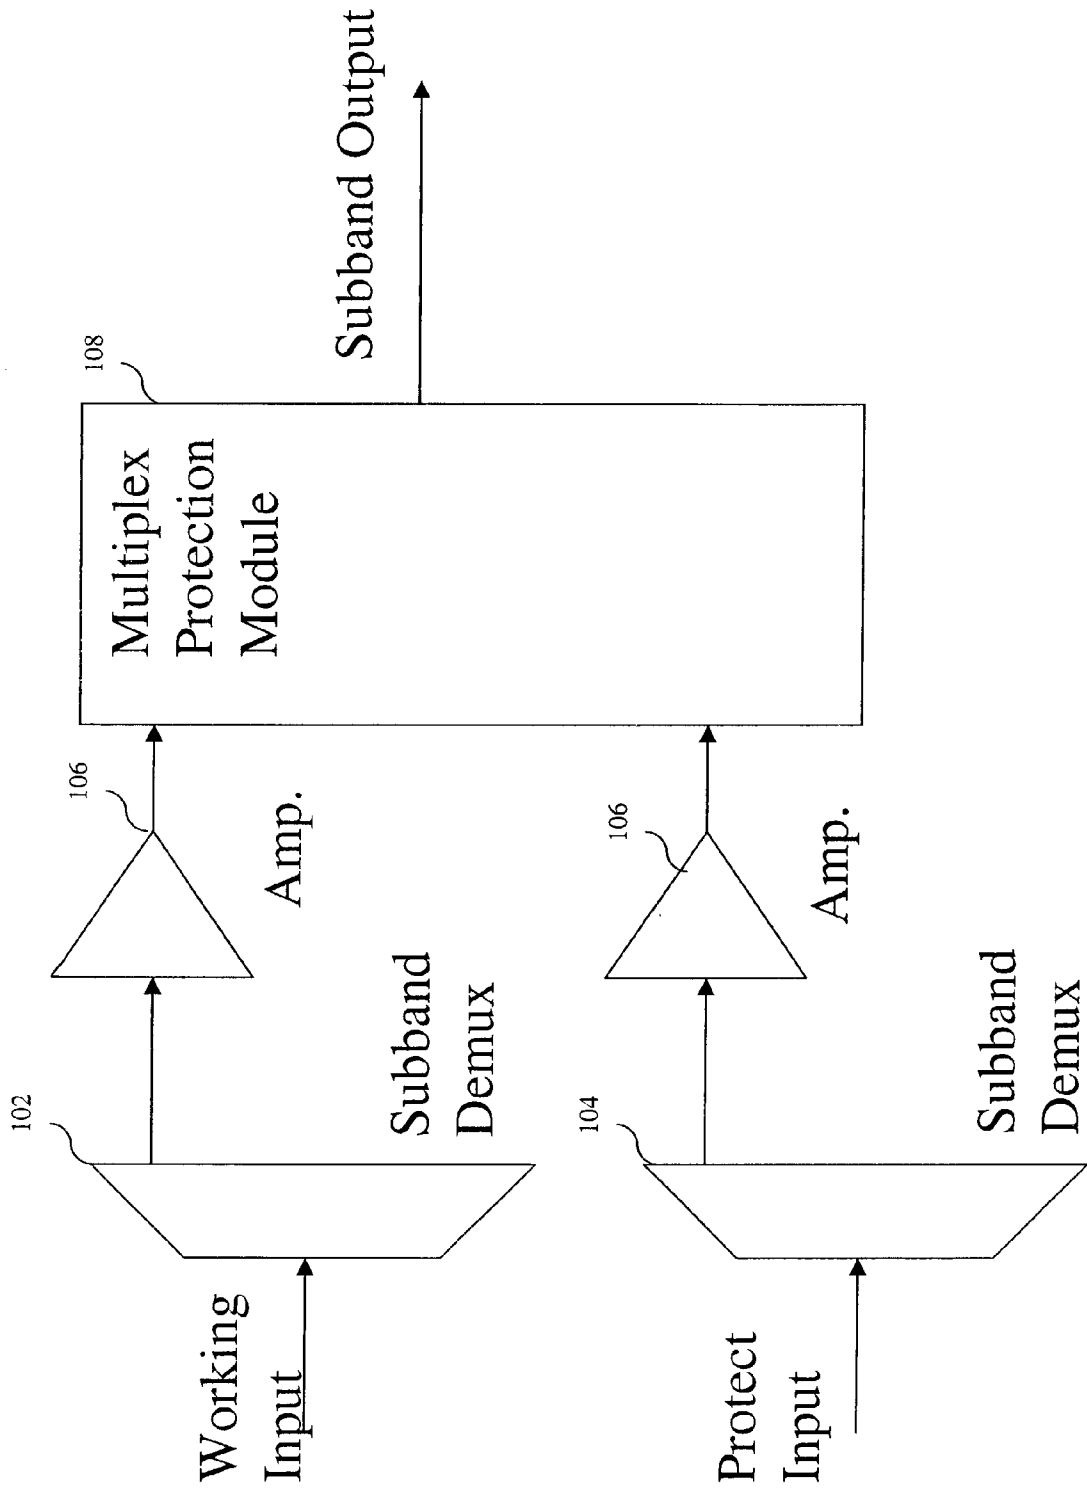 102
106
108
Working
Input
Subband
Demux
Amp.
Multiplex
Protection
Module
Subband Output
104
106
Protect
Input
Subband
Demux
Amp.